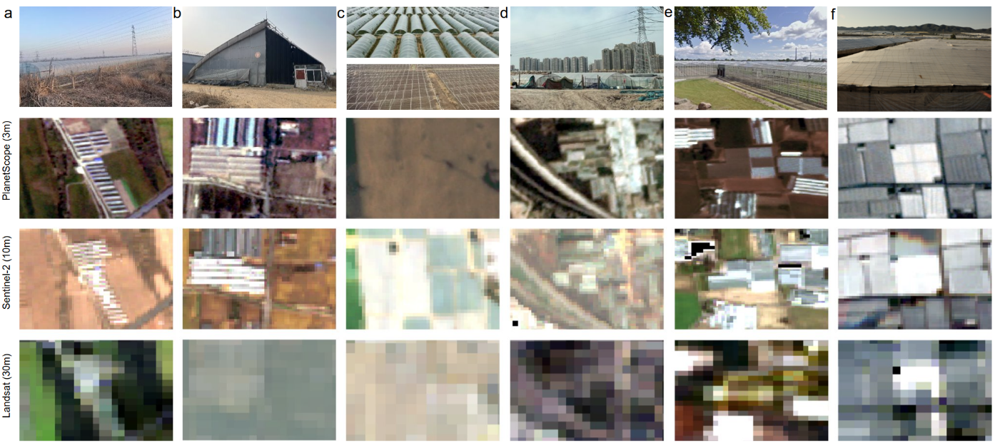 a b c d e f
PlanetScope (3m)
Sentinel-2 (10m)
Landsat (30m)